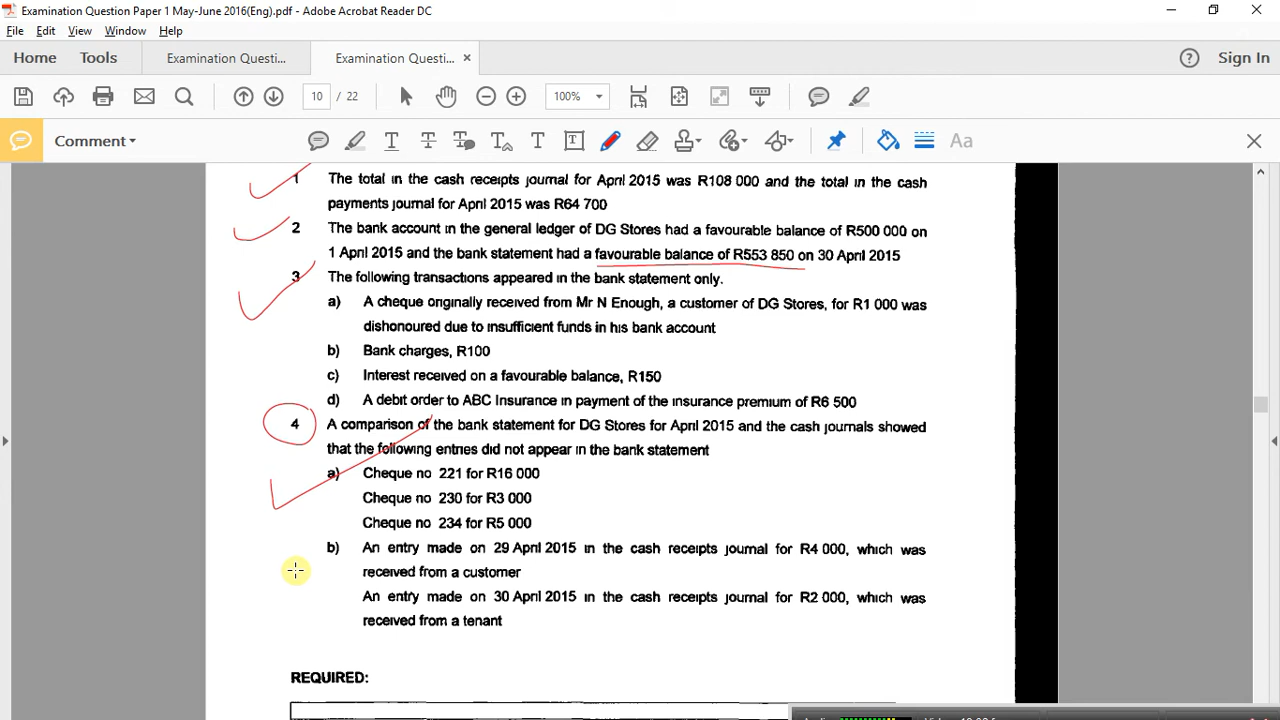 Examination Question Paper 1 May-June 2016(Eng).pdf - Adobe Acrobat Reader DC
File Edit View Window Help
Home Tools Examination Questi... Examination Questi... × Sign In
10 / 22 100%
Comment Aa
1 The total in the cash receipts journal for April 2015 was R108 000 and the total in the cash
payments journal for April 2015 was R64 700
2 The bank account in the general ledger of DG Stores had a favourable balance of R500 000 on
1 April 2015 and the bank statement had a favourable balance of R553 850 on 30 April 2015
3 The following transactions appeared in the bank statement only.
a) A cheque originally received from Mr N Enough, a customer of DG Stores, for R1 000 was
dishonoured due to insufficient funds in his bank account
b) Bank charges, R100
c) Interest received on a favourable balance, R150
d) A debit order to ABC Insurance in payment of the insurance premium of R6 500
4 A comparison of the bank statement for DG Stores for April 2015 and the cash journals showed
that the following entries did not appear in the bank statement
a) Cheque no 221 for R16 000
Cheque no 230 for R3 000
Cheque no 234 for R5 000
b) An entry made on 29 April 2015 in the cash receipts journal for R4 000, which was
received from a customer
An entry made on 30 April 2015 in the cash receipts journal for R2 000, which was
received from a tenant
REQUIRED: